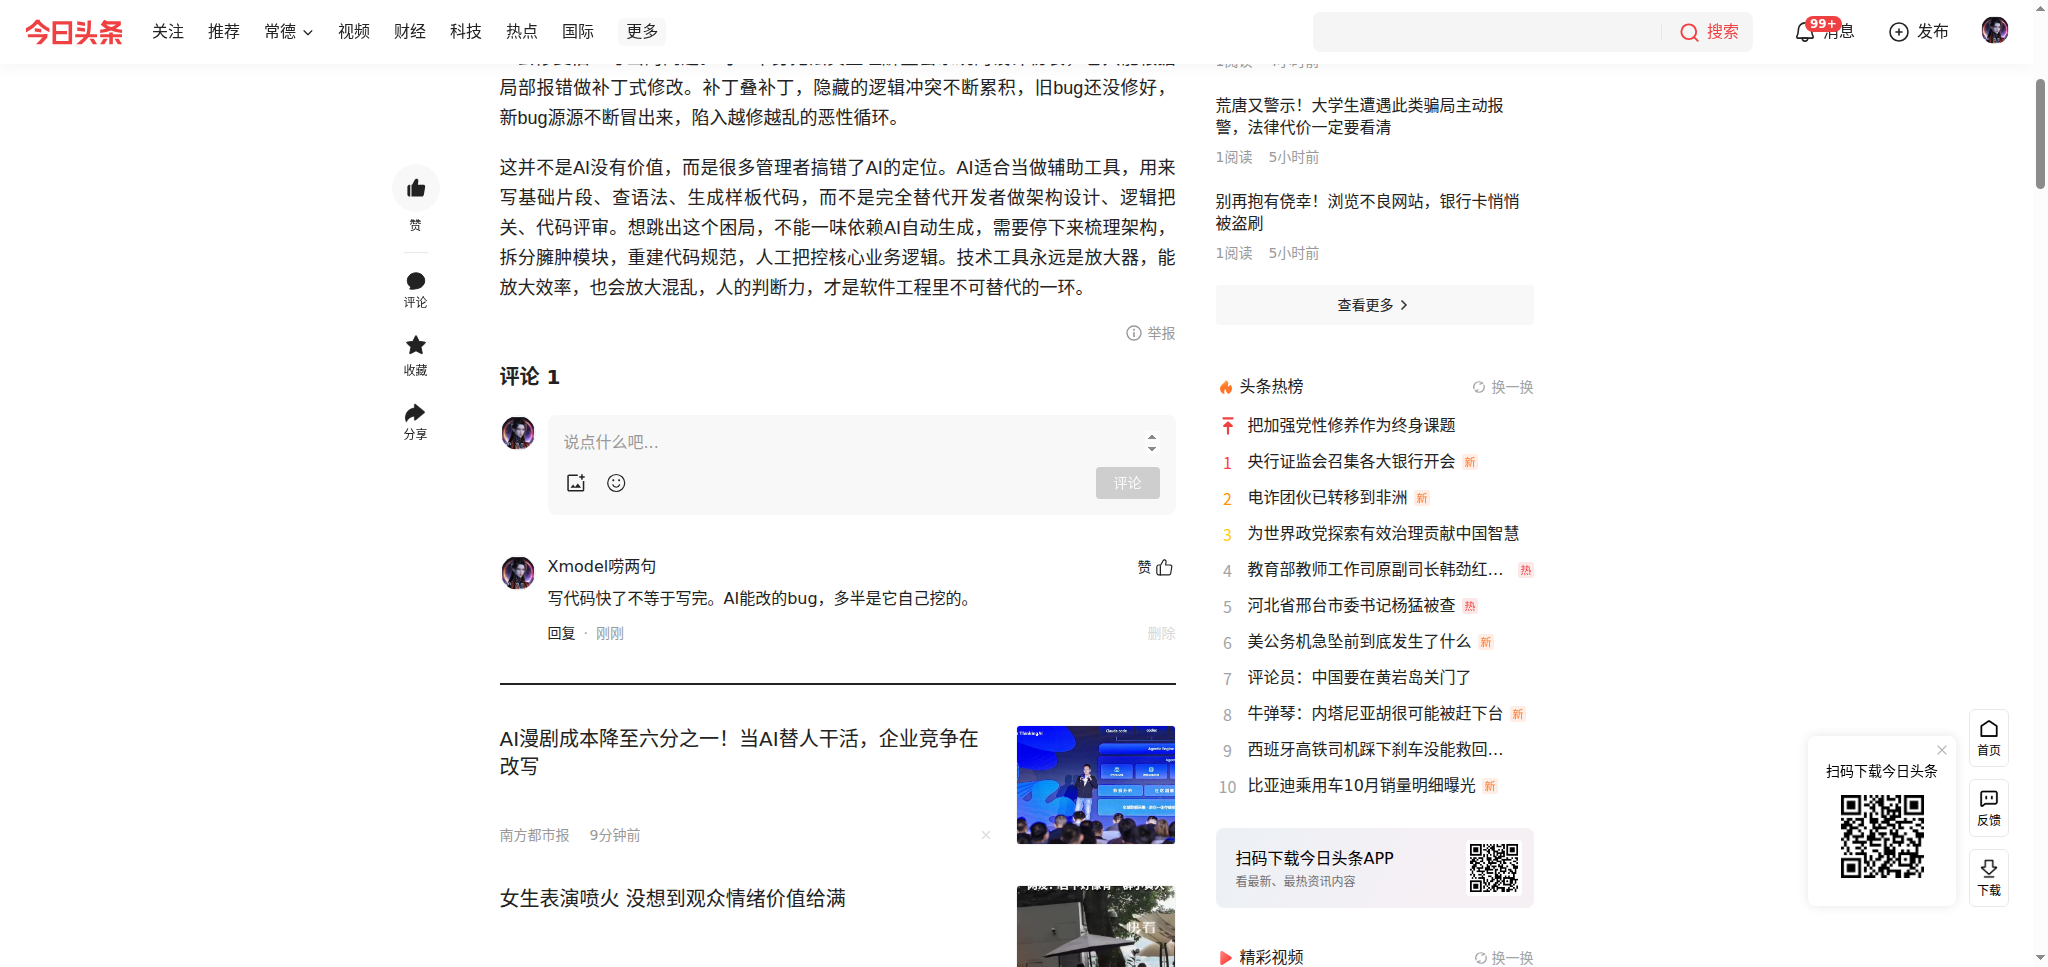 今日头条
关注
推荐
常德
视频
财经
科技
热点
国际
更多
搜索
99+
消息
发布
局部报错做补丁式修改。补丁叠补丁，隐藏的逻辑冲突不断累积，旧bug还没修好，
新bug源源不断冒出来，陷入越修越乱的恶性循环。
这并不是AI没有价值，而是很多管理者搞错了AI的定位。AI适合当做辅助工具，用来
写基础片段、查语法、生成样板代码，而不是完全替代开发者做架构设计、逻辑把
关、代码评审。想跳出这个困局，不能一味依赖AI自动生成，需要停下来梳理架构，
拆分臃肿模块，重建代码规范，人工把控核心业务逻辑。技术工具永远是放大器，能
放大效率，也会放大混乱，人的判断力，才是软件工程里不可替代的一环。
举报
赞
评论
收藏
分享
评论 1
说点什么吧...
评论
Xmodel唠两句
赞
写代码快了不等于写完。AI能改的bug，多半是它自己挖的。
回复 · 刚刚
删除
AI漫剧成本降至六分之一！当AI替人干活，企业竞争在
改写
南方都市报 9分钟前
女生表演喷火 没想到观众情绪价值给满
快看
1阅读 5小时前
荒唐又警示！大学生遭遇此类骗局主动报
警，法律代价一定要看清
1阅读 5小时前
别再抱有侥幸！浏览不良网站，银行卡悄悄
被盗刷
1阅读 5小时前
查看更多
头条热榜
换一换
把加强党性修养作为终身课题
1 央行证监会召集各大银行开会 新
2 电诈团伙已转移到非洲 新
3 为世界政党探索有效治理贡献中国智慧
4 教育部教师工作司原副司长韩劲红... 热
5 河北省邢台市委书记杨猛被查 热
6 美公务机急坠前到底发生了什么 新
7 评论员：中国要在黄岩岛关门了
8 牛弹琴：内塔尼亚胡很可能被赶下台 新
9 西班牙高铁司机踩下刹车没能救回...
10 比亚迪乘用车10月销量明细曝光 新
扫码下载今日头条APP
看最新、最热资讯内容
精彩视频
换一换
扫码下载今日头条
首页
反馈
下载